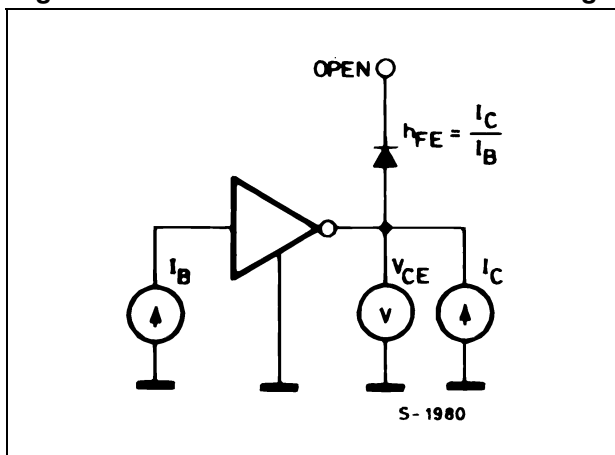 OPEN
hFE = IC
IB
IB
VCE
IC
V
S-1980